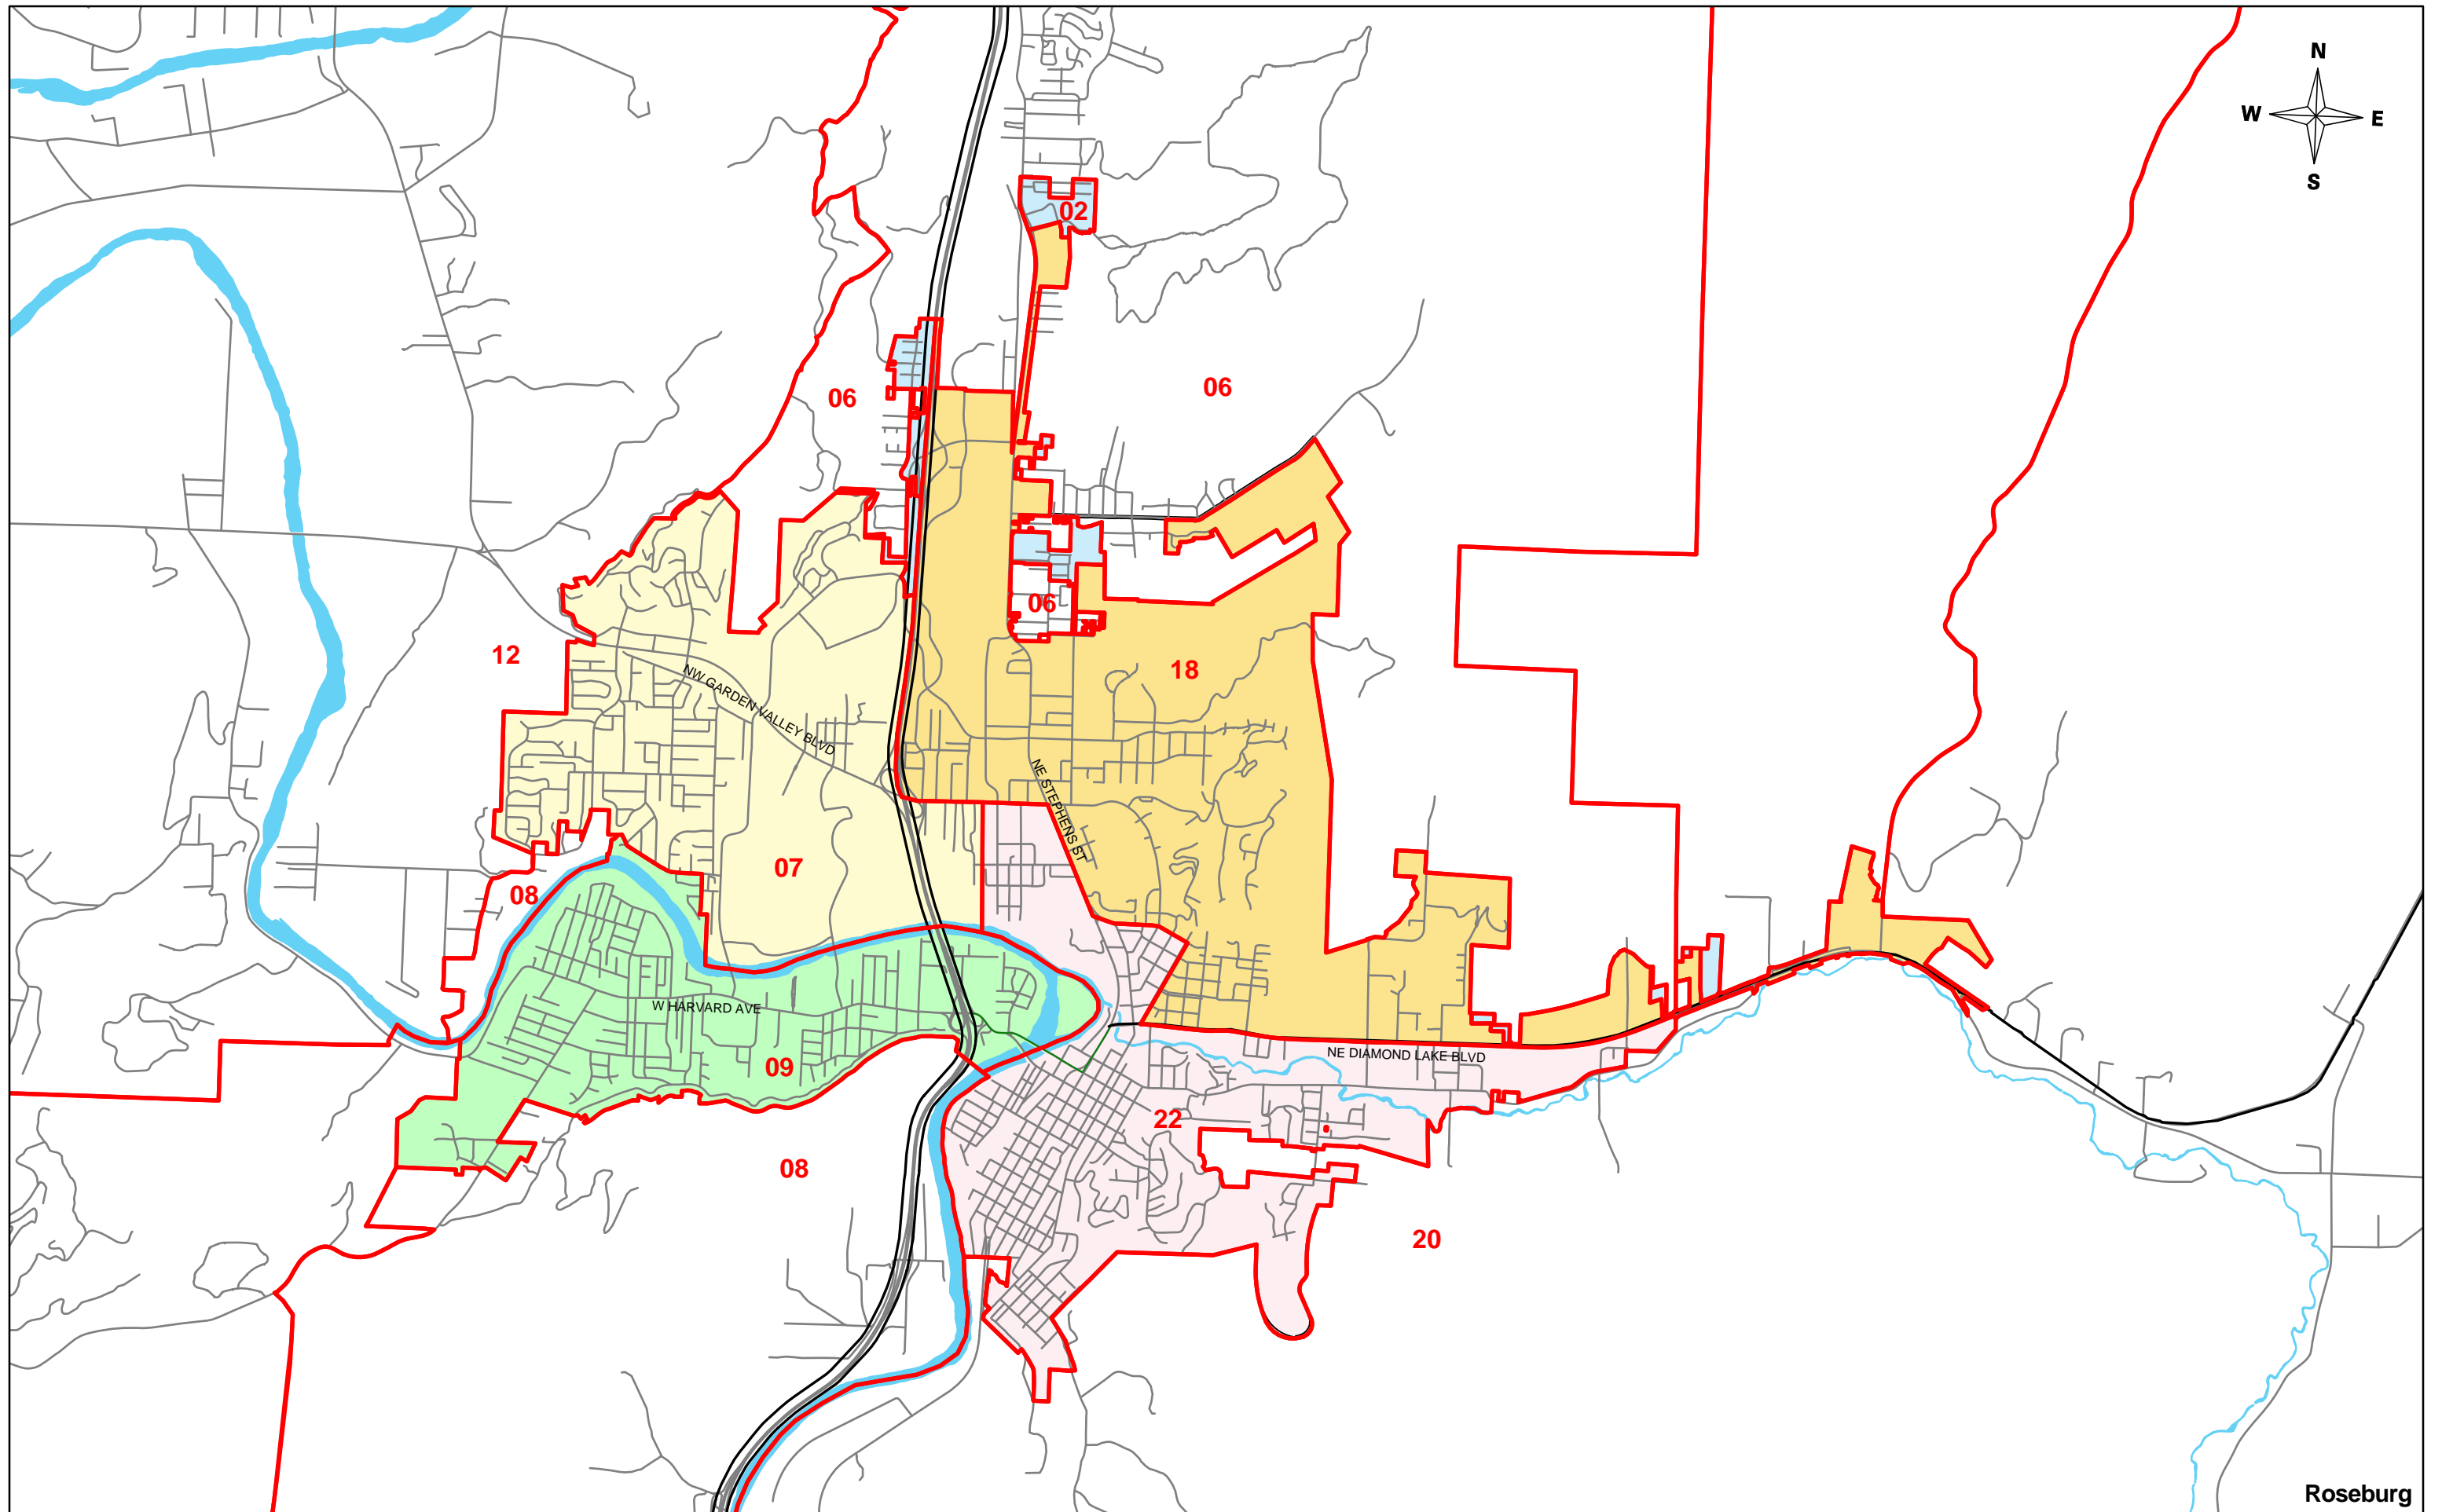 N
W
E
S
02
06
06
06
18
12
NW GARDEN VALLEY BLVD
NE STEPHENS ST
07
08
W HARVARD AVE
NE DIAMOND LAKE BLVD
09
22
08
20
Roseburg